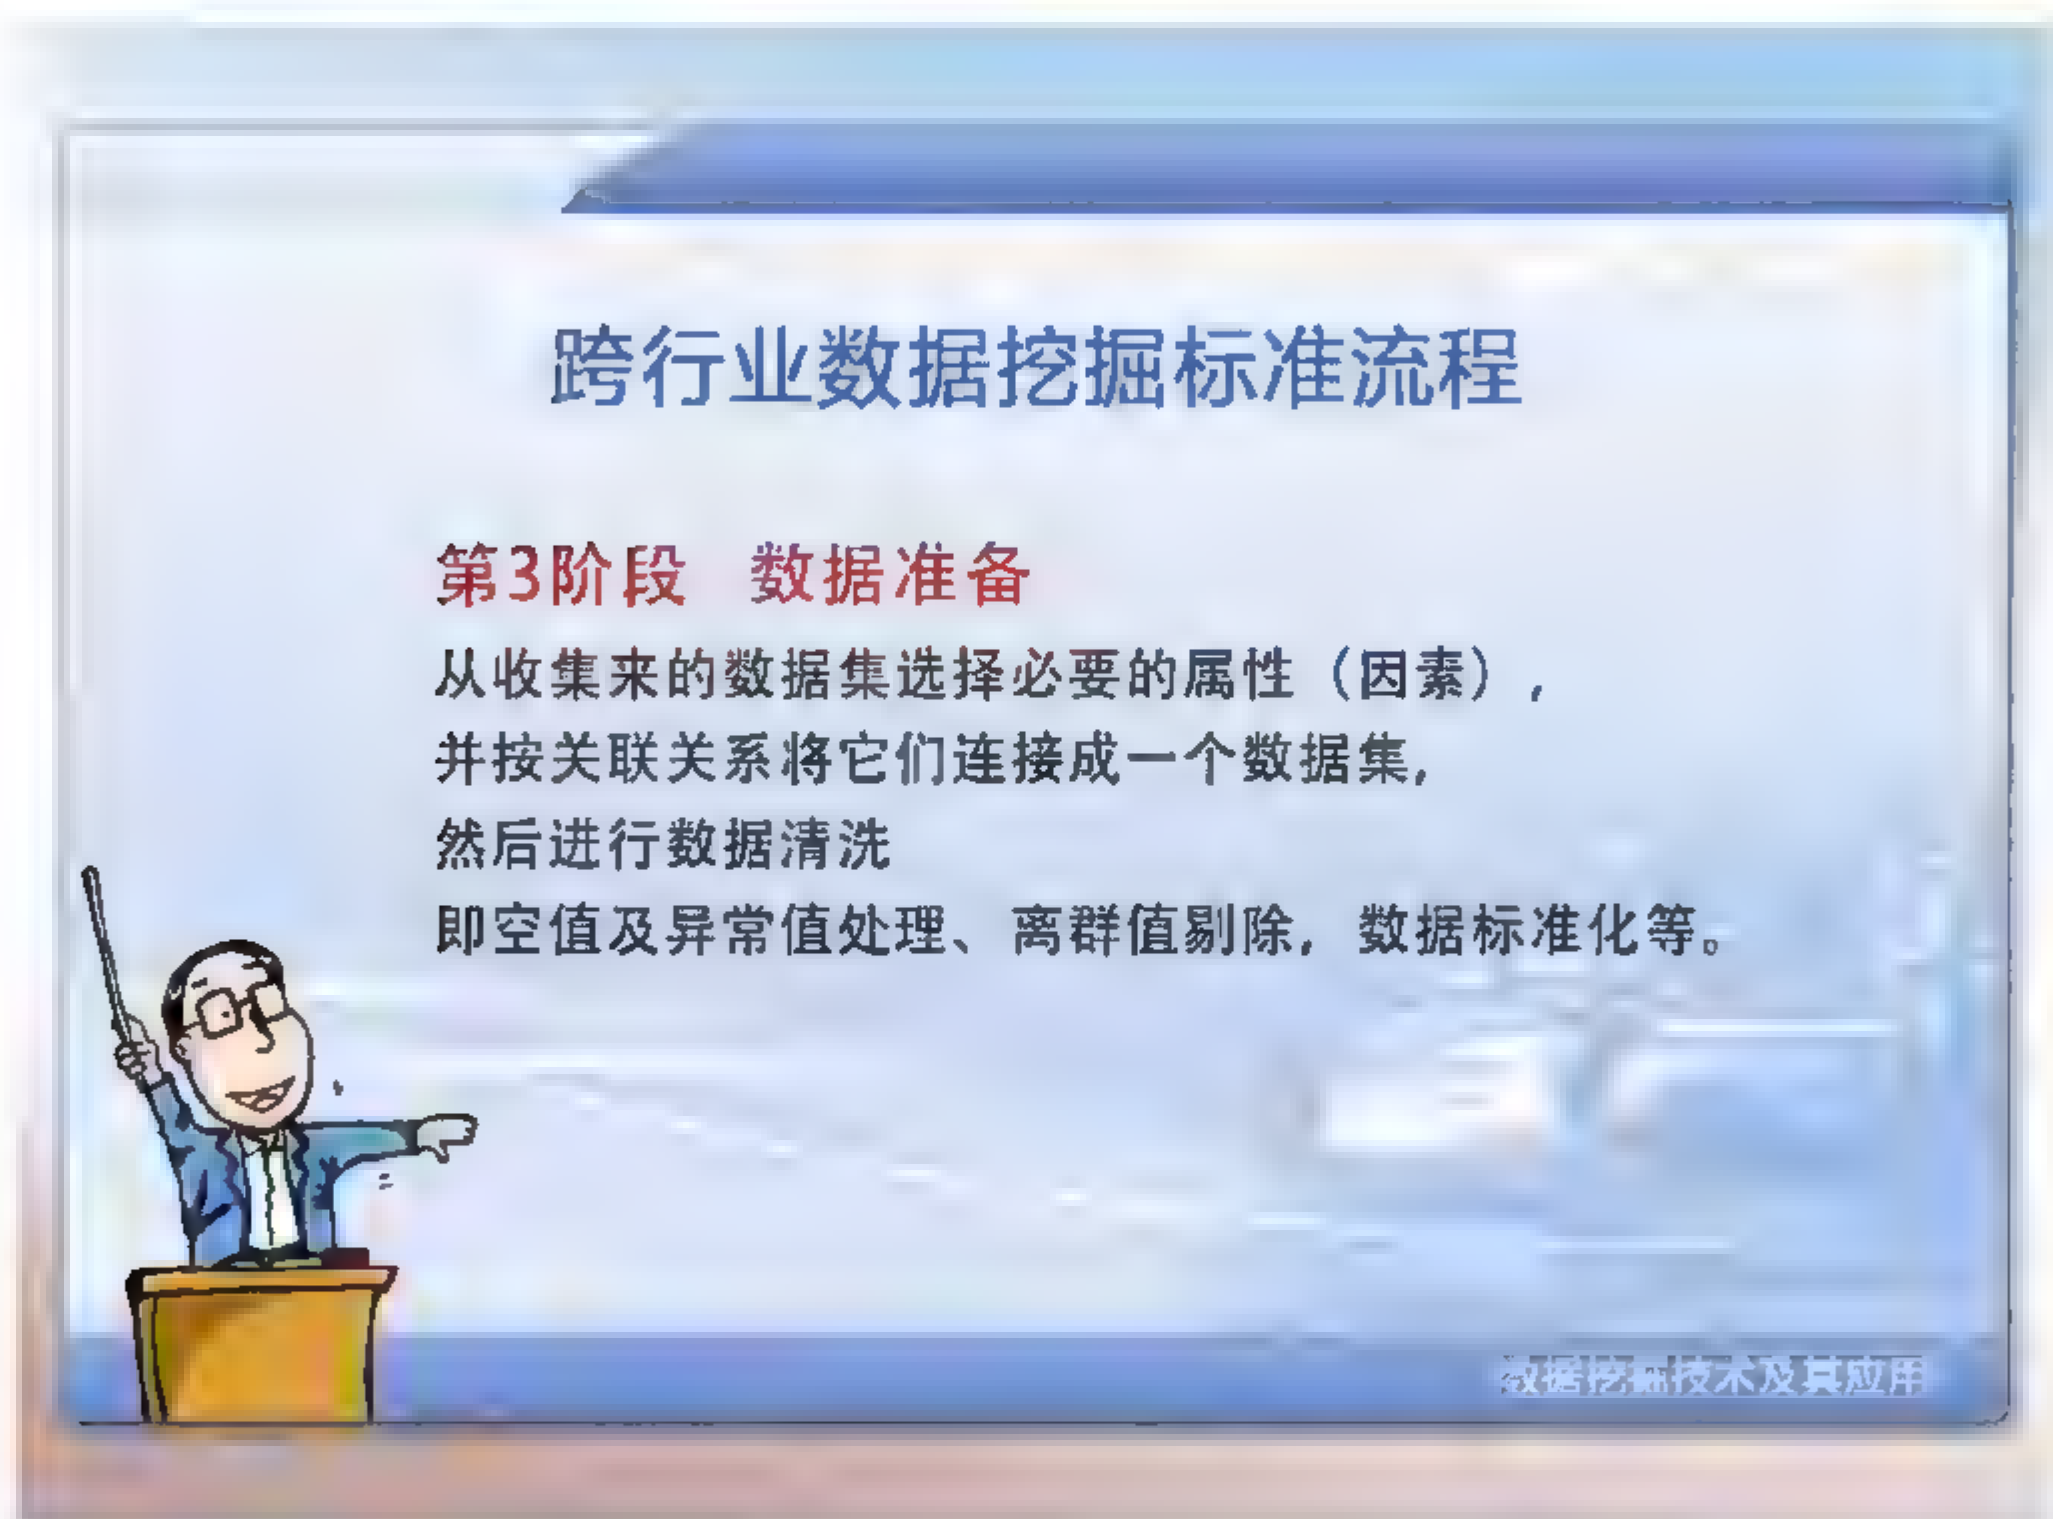 跨行业数据挖掘标准流程
第3阶段 数据准备
从收集来的数据集选择必要的属性（因素），
并按关联关系将它们连接成一个数据集,
然后进行数据清洗
即空值及异常值处理、离群值剔除, 数据标准化等。
数据挖掘技术及其应用